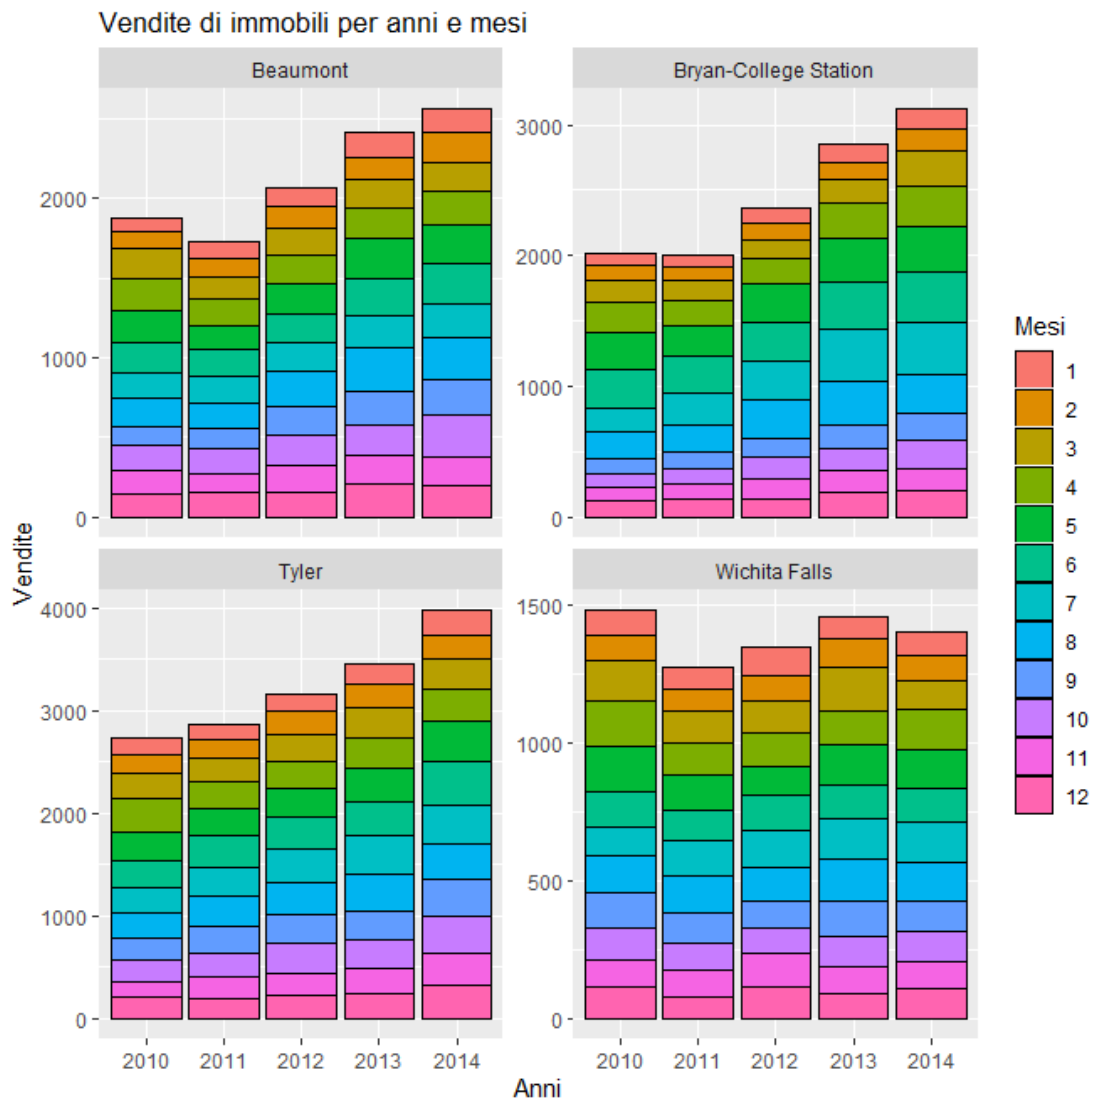 Vendite di immobili per anni e mesi
Beaumont
Bryan-College Station
2000
1000
0
3000
2000
1000
0
Tyler
Wichita Falls
4000
3000
2000
1000
0
1500
1000
500
0
2010 2011 2012 2013 2014
2010 2011 2012 2013 2014
Anni
Vendite
Mesi
1
2
3
4
5
6
7
8
9
10
11
12